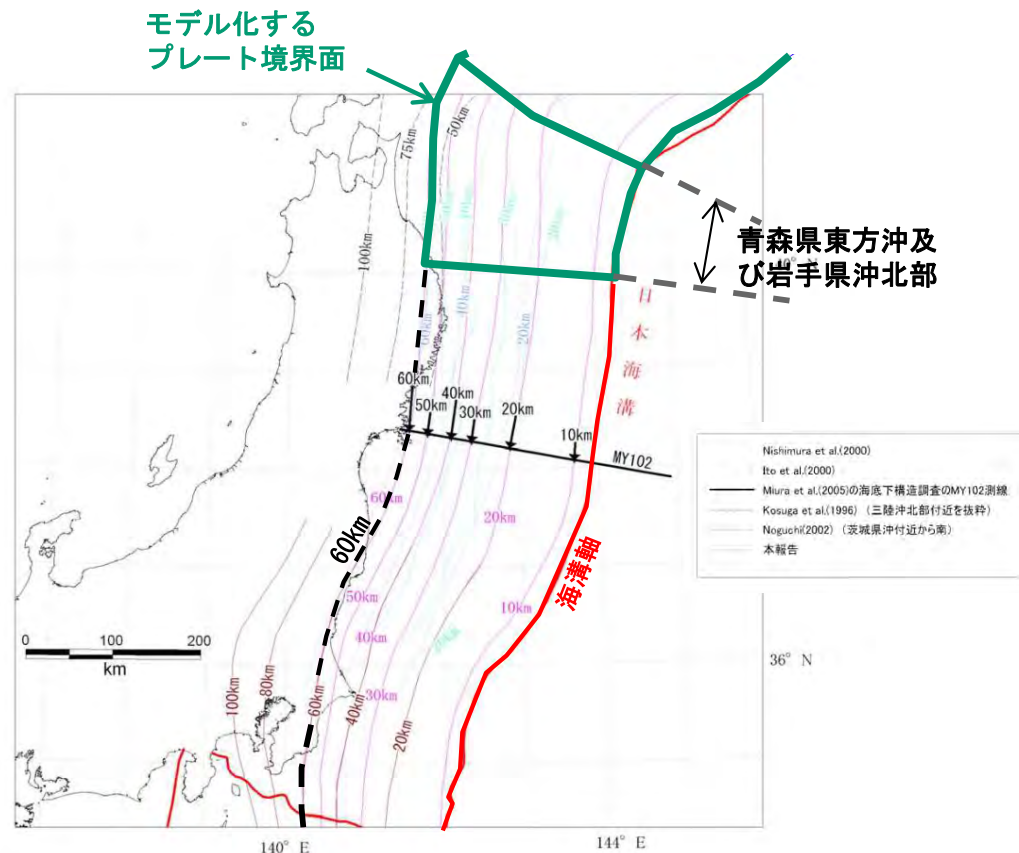 モデル化する
プレート境界面
50km
75km
100km
青森県東方沖及
び岩手県沖北部
日本海溝
40km
60km
20km
60km
50km
40km
30km
20km
10km
MY102
Nishimura et al.(2000)
Ito et al.(2000)
Miura et al.(2005)の海底下構造調査のMY102測線
Kosuga et al.(1996) (三陸沖北部付近を抜粋)
Noguchi(2002) (茨城県沖付近から南)
本報告
60km
20km
60km
海溝軸
50km
10km
40km
20km
0 100 200
km
36° N
100km
80km
60km
40km
30km
20km
140° E
144° E